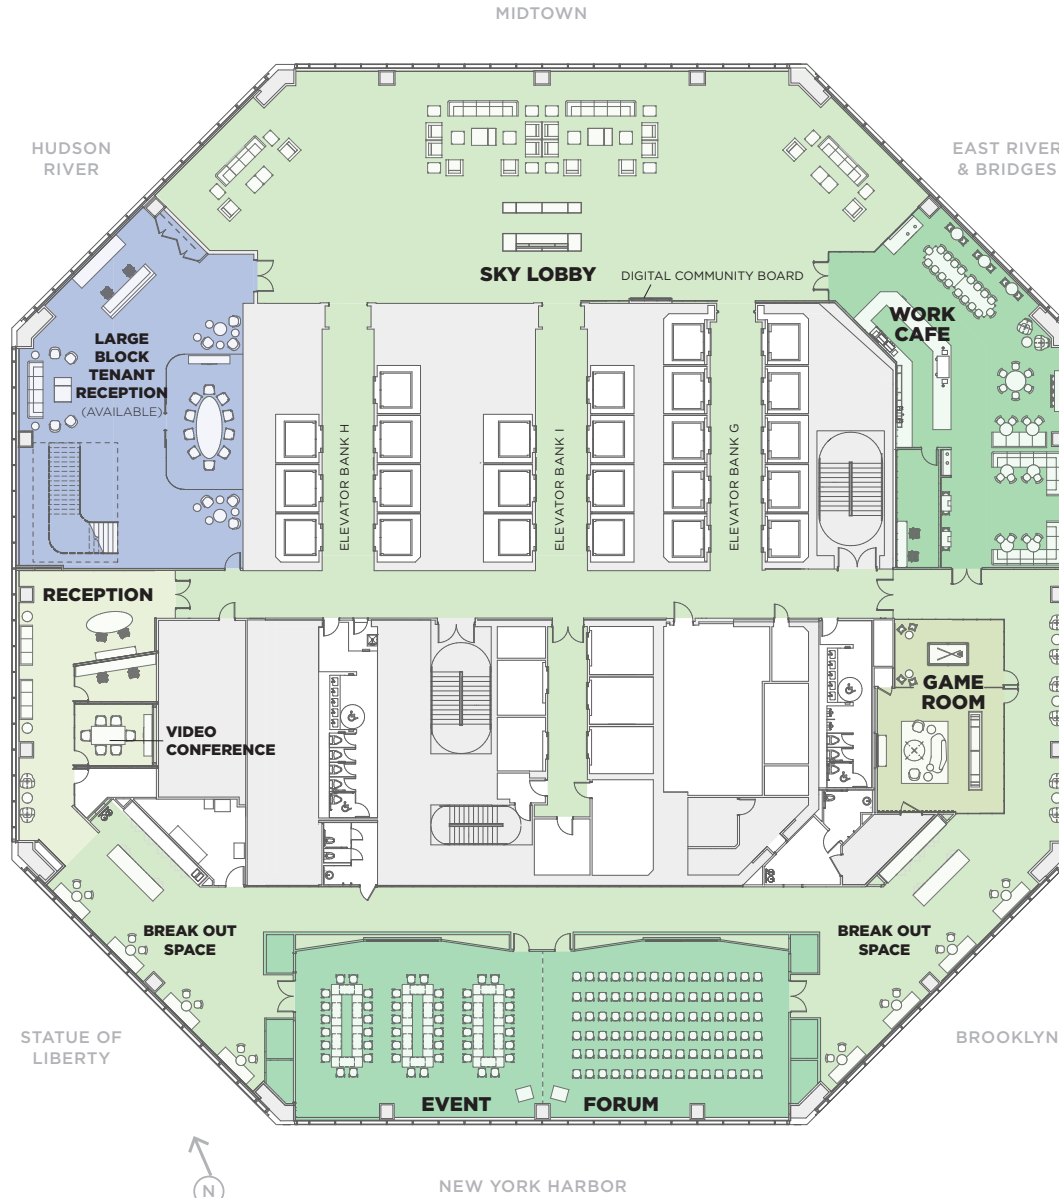 MIDTOWN
HUDSON
RIVER
EAST RIVER
& BRIDGES
SKY LOBBY
DIGITAL COMMUNITY BOARD
LARGE
BLOCK
TENANT
RECEPTION
(AVAILABLE)
WORK
CAFE
ELEVATOR BANK H
ELEVATOR BANK I
ELEVATOR BANK G
RECEPTION
GAME
ROOM
VIDEO
CONFERENCE
BREAK OUT
SPACE
BREAK OUT
SPACE
STATUE OF
LIBERTY
BROOKLYN
EVENT
FORUM
N
NEW YORK HARBOR